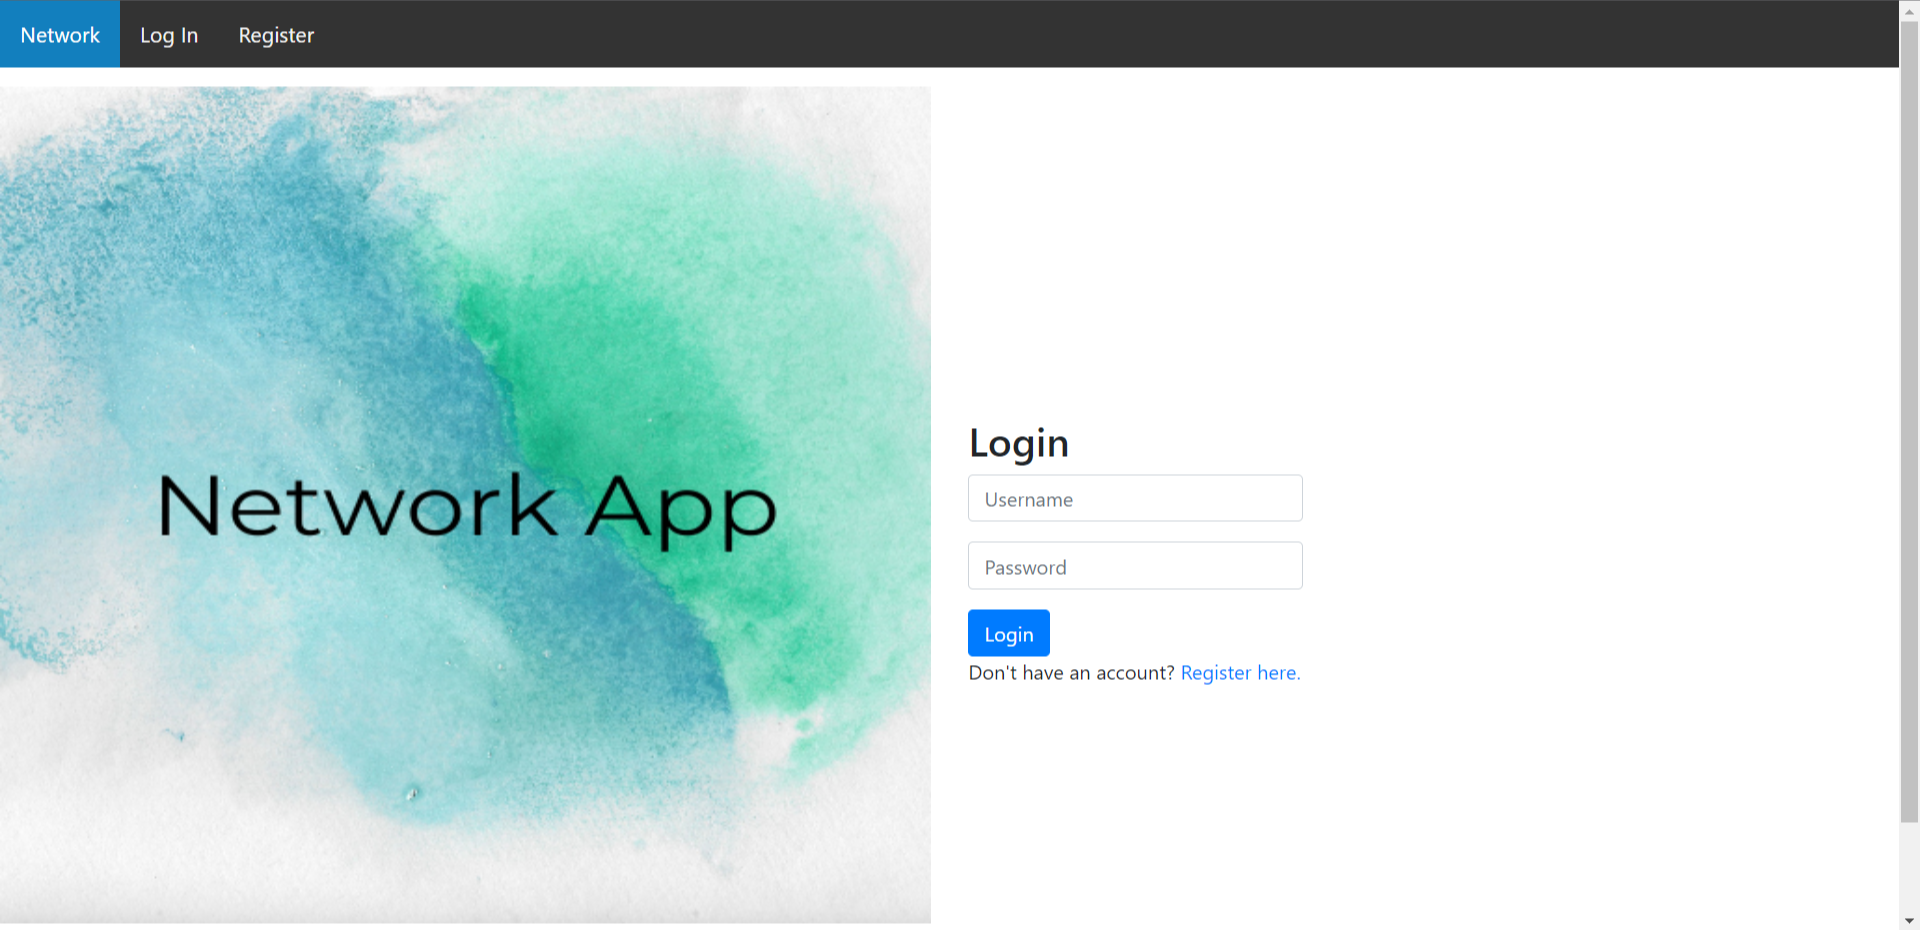 Network Log In Register
Network App
Login
Username
Password
Login
Don't have an account? Register here.